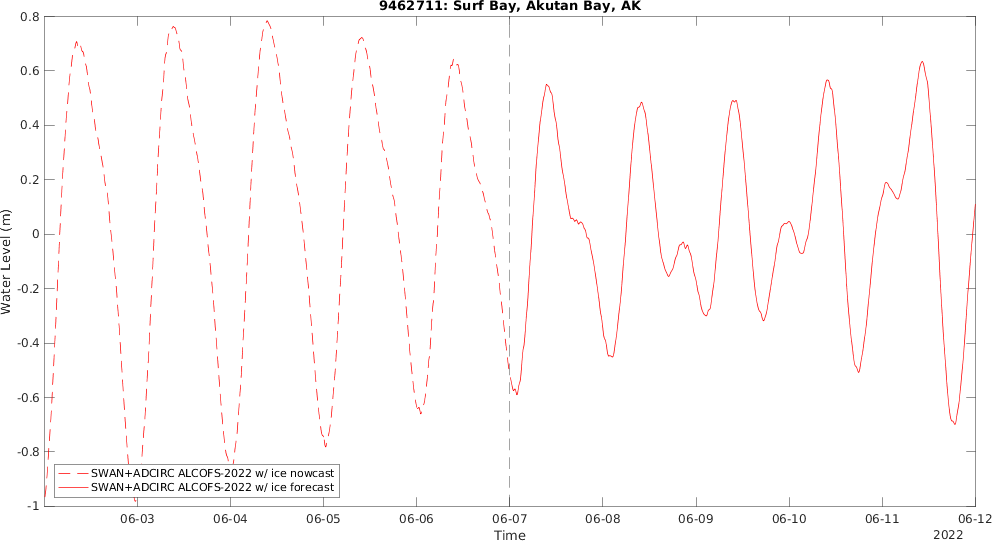 9462711: Surf Bay, Akutan Bay, AK
Water Level (m)
0.8
0.6
0.4
0.2
0
-0.2
-0.4
-0.6
-0.8
-1
SWAN+ADCIRC ALCOFS-2022 w/ ice nowcast
SWAN+ADCIRC ALCOFS-2022 w/ ice forecast
06-03 06-04 06-05 06-06 06-07 06-08 06-09 06-10 06-11 06-12
Time
2022